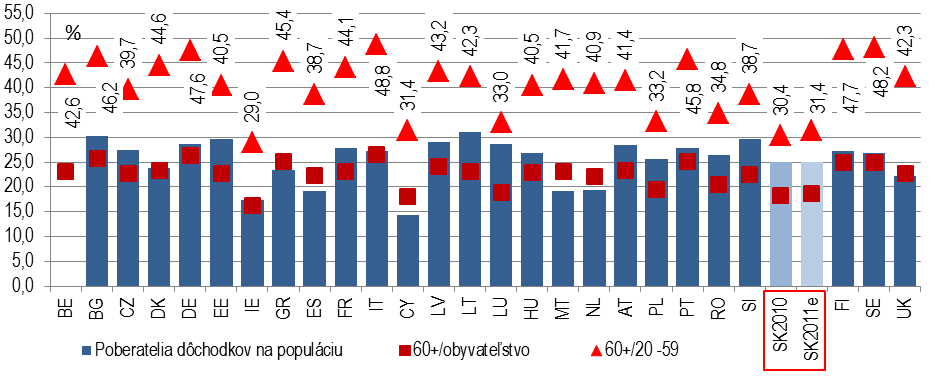 55,0
50,0
45,0
40,0
35,0
30,0
25,0
20,0
15,0
10,0
5,0
0,0
%
42,6
46,2
39,7
44,6
47,6
40,5
29,0
45,4
38,7
44,1
48,8
31,4
43,2
42,3
33,0
40,5
41,7
40,9
41,4
33,2
45,8
34,8
38,7
30,4
31,4
47,7
48,2
42,3
BE
BG
CZ
DK
DE
EE
IE
GR
ES
FR
IT
CY
LV
LT
LU
HU
MT
NL
AT
PL
PT
RO
SI
SK2010
SK2011e
FI
SE
UK
Poberatelia dôchodkov na populáciu
60+/obyvateľstvo
60+/20 -59